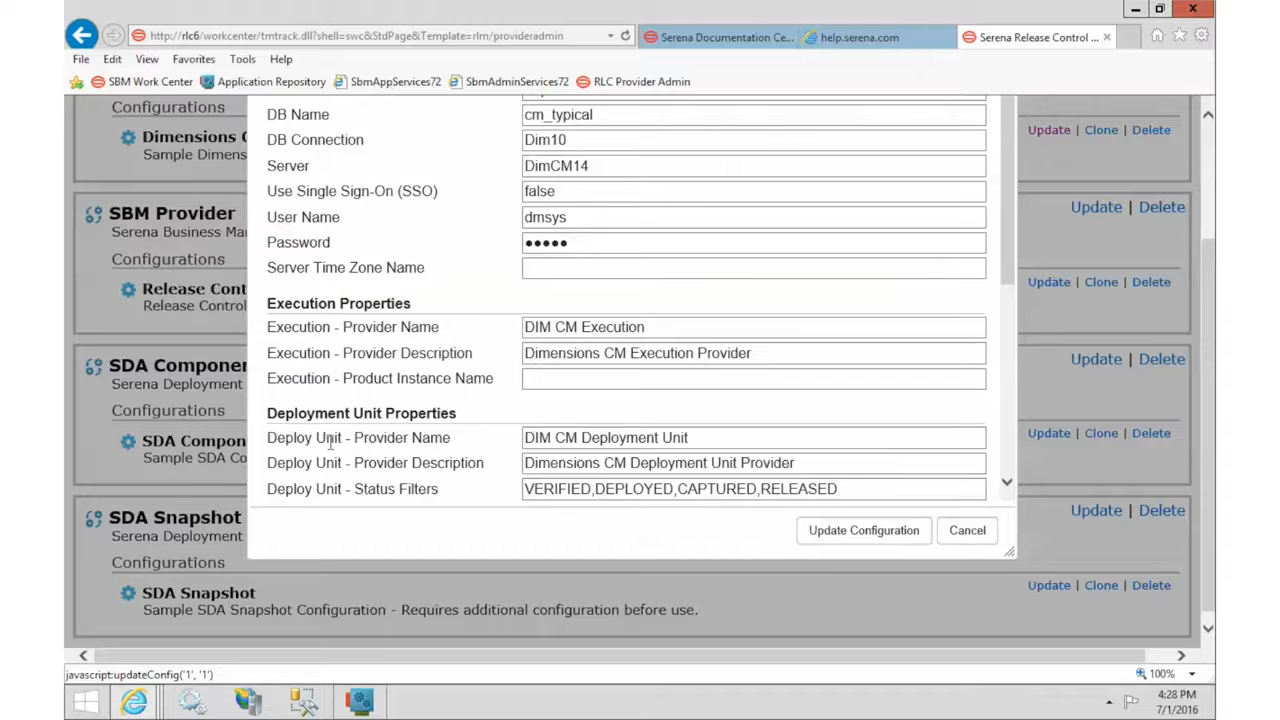 http://rlc6/workcenter/tmtrack.dll?shell=swc&StdPage&Template=rlm/provideradmin
Serena Documentation Ce...
help.serena.com
Serena Release Control ...
File Edit View Favorites Tools Help
SBM Work Center Application Repository SbmAppServices72 SbmAdminServices72 RLC Provider Admin
Configurations
Dimensions C
Sample Dimens
Update | Clone | Delete
SBM Provider
Serena Business Ma
Update | Delete
Configurations
Release Cont
Release Control
Update | Clone | Delete
SDA Componen
Serena Deployment
Update | Delete
Configurations
SDA Compon
Sample SDA Co
Update | Clone | Delete
SDA Snapshot
Serena Deployment
Update | Delete
Configurations
SDA Snapshot
Sample SDA Snapshot Configuration - Requires additional configuration before use.
Update | Clone | Delete
DB Name cm_typical
DB Connection Dim10
Server DimCM14
Use Single Sign-On (SSO) false
User Name dmsys
Password •••••
Server Time Zone Name
Execution Properties
Execution - Provider Name DIM CM Execution
Execution - Provider Description Dimensions CM Execution Provider
Execution - Product Instance Name
Deployment Unit Properties
Deploy Unit - Provider Name DIM CM Deployment Unit
Deploy Unit - Provider Description Dimensions CM Deployment Unit Provider
Deploy Unit - Status Filters VERIFIED,DEPLOYED,CAPTURED,RELEASED
Update Configuration Cancel
javascript:updateConfig('1', '1')
100%
4:28 PM
7/1/2016